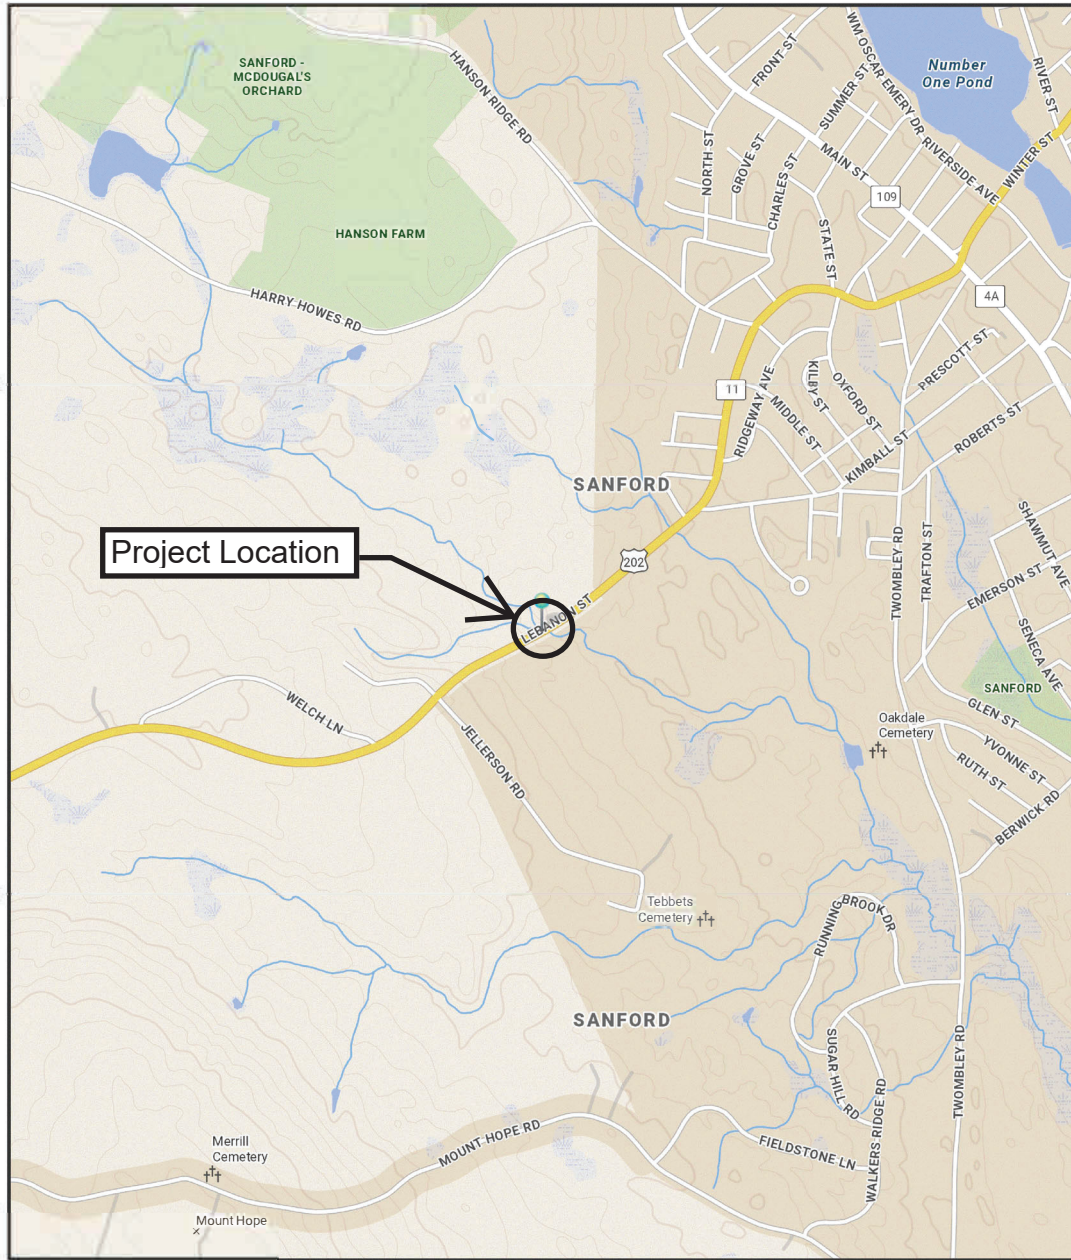 SANFORD -
MCDOUGAL'S
ORCHARD
HANSON RIDGE RD
FRONT ST
WM OSCAR EMERY DR
RIVERSIDE AVE
Number
One Pond
RIVER ST
SUMMER ST
MAIN ST
WINTER ST
NORTH ST
GROVE ST
CHARLES ST
109
STATE ST
HANSON FARM
HARRY HOWES RD
4A
PRESCOTT ST
11
RIDGEWAY AVE
KILBY ST
OXFORD ST
MIDDLE ST
KIMBALL ST
ROBERTS ST
SANFORD
SHAWMUT AVE
Project Location
202
TWOMBLEY RD
TRAFTON ST
EMERSON ST
LEBANON ST
SENECA AVE
SANFORD
WELCH LN
JELLERSON RD
Oakdale
Cemetery
GLEN ST
YVONNE ST
RUTH ST
BERWICK RD
Tebbets
Cemetery
RUNNING BROOK DR
SANFORD
SUGAR HILL RD
TWOMBLEY RD
WALKERS RIDGE RD
MOUNT HOPE RD
FIELDSTONE LN
Merrill
Cemetery
Mount Hope